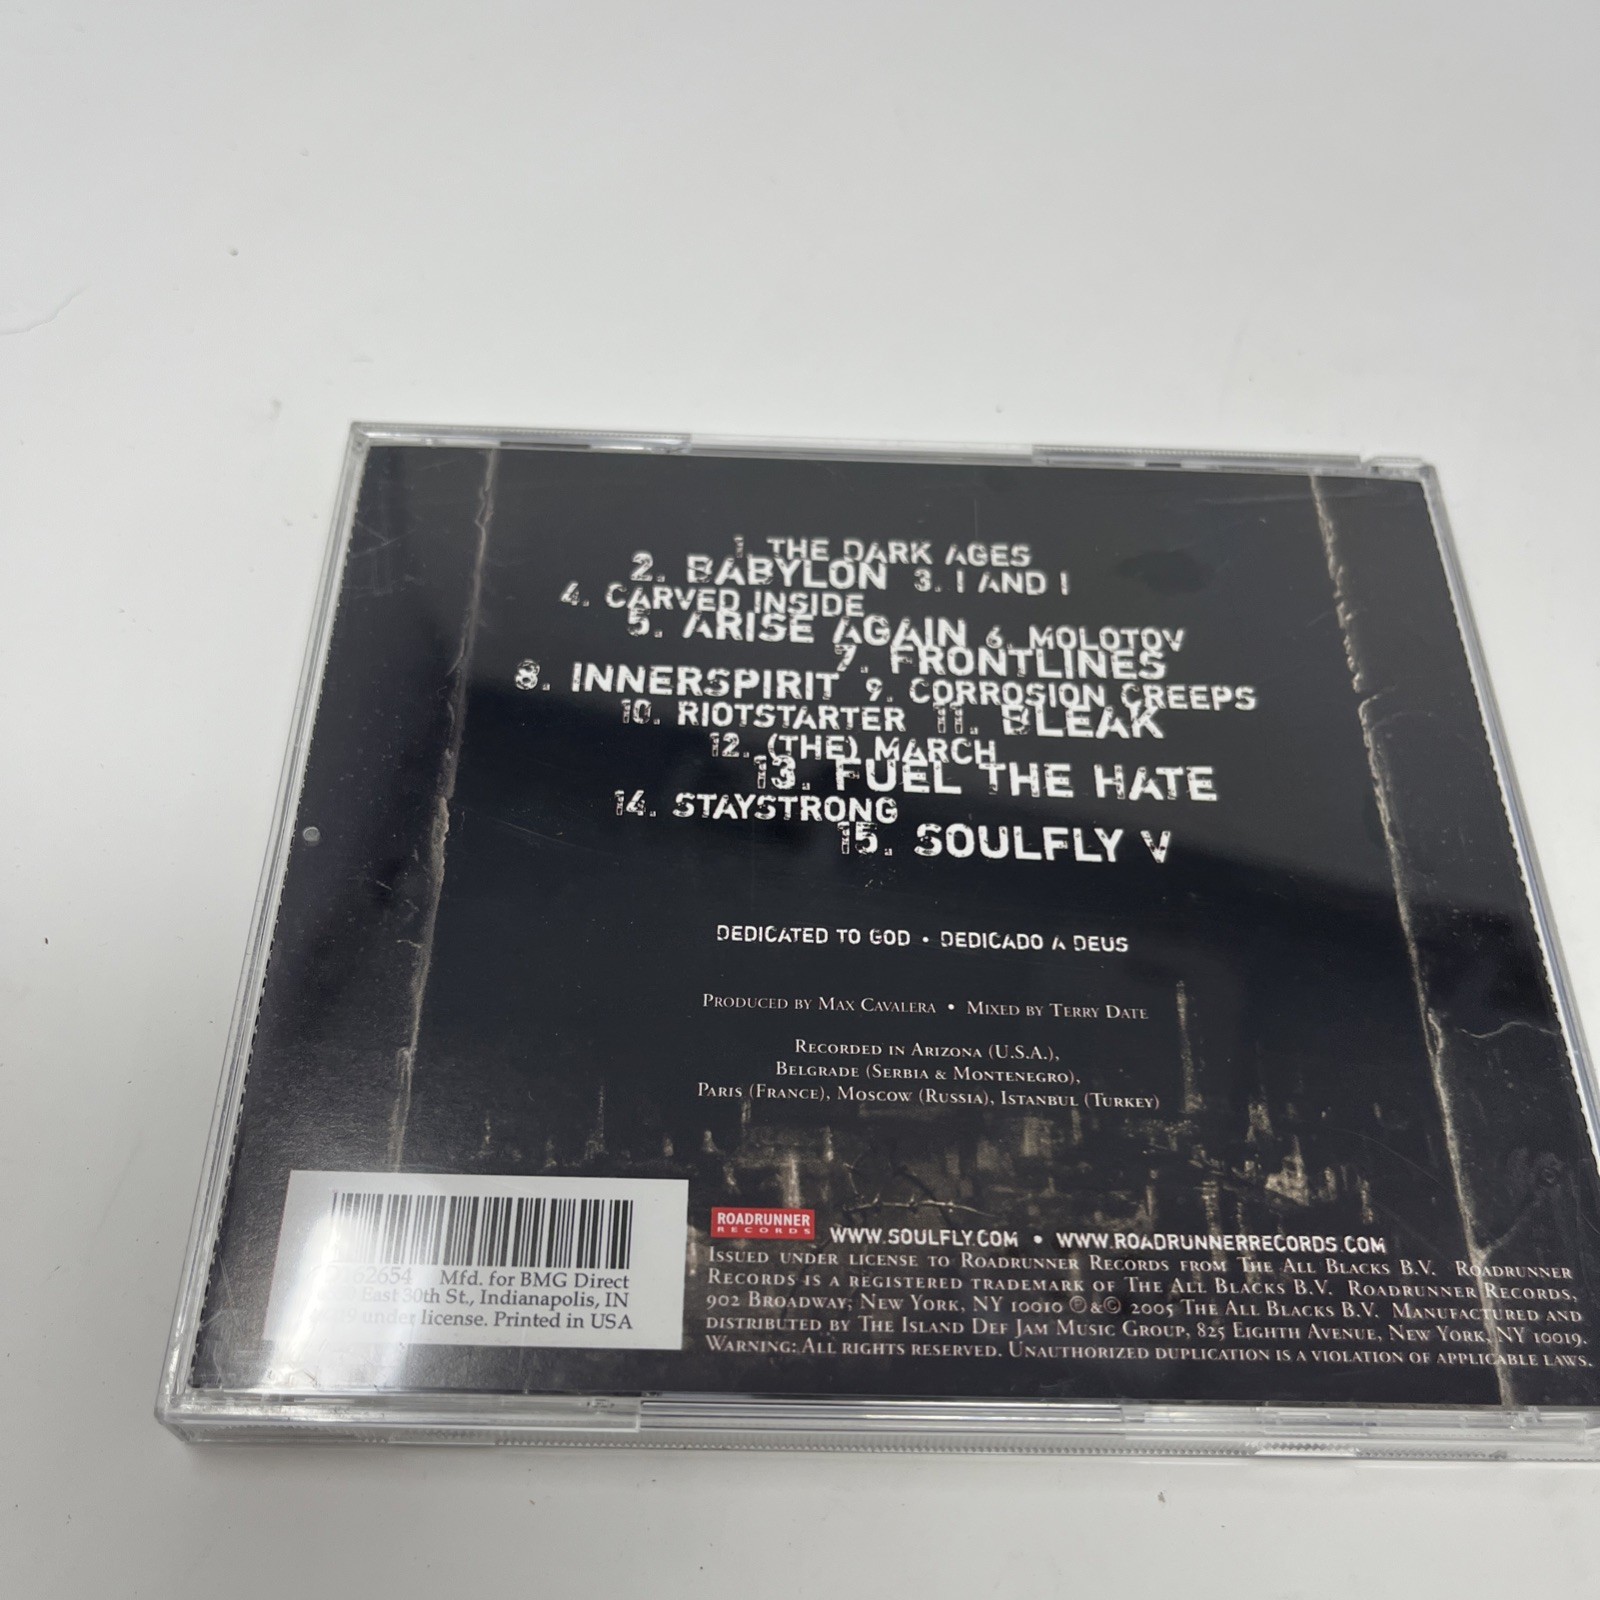 1. THE DARK AGES
2. BABYLON 3. I AND I
4. CARVED INSIDE
5. ARISE AGAIN 6. MOLOTOV
7. FRONTLINES
8. INNERSPIRIT 9. CORROSION CREEPS
10. RIOTSTARTER 11. BLEAK
12. (THE) MARCH
13. FUEL THE HATE
14. STAYSTRONG
15. SOULFLY V
DEDICATED TO GOD • DEDICADO A DEUS
PRODUCED BY MAX CAVALERA • MIXED BY TERRY DATE
RECORDED IN ARIZONA (U.S.A.),
BELGRADE (SERBIA & MONTENEGRO),
PARIS (FRANCE), MOSCOW (RUSSIA), ISTANBUL (TURKEY)
Mfd. for BMG Direct
East 30th St., Indianapolis, IN
under license. Printed in USA
ROADRUNNER
RECORDS
WWW.SOULFLY.COM • WWW.ROADRUNNERRECORDS.COM
ISSUED UNDER LICENSE TO ROADRUNNER RECORDS FROM THE ALL BLACKS B.V. ROADRUNNER
RECORDS IS A REGISTERED TRADEMARK OF THE ALL BLACKS B.V. ROADRUNNER RECORDS,
902 BROADWAY, NEW YORK, NY 10010 ℗&© 2005 THE ALL BLACKS B.V. MANUFACTURED AND
DISTRIBUTED BY THE ISLAND DEF JAM MUSIC GROUP, 825 EIGHTH AVENUE, NEW YORK, NY 10019.
WARNING: ALL RIGHTS RESERVED. UNAUTHORIZED DUPLICATION IS A VIOLATION OF APPLICABLE LAWS.